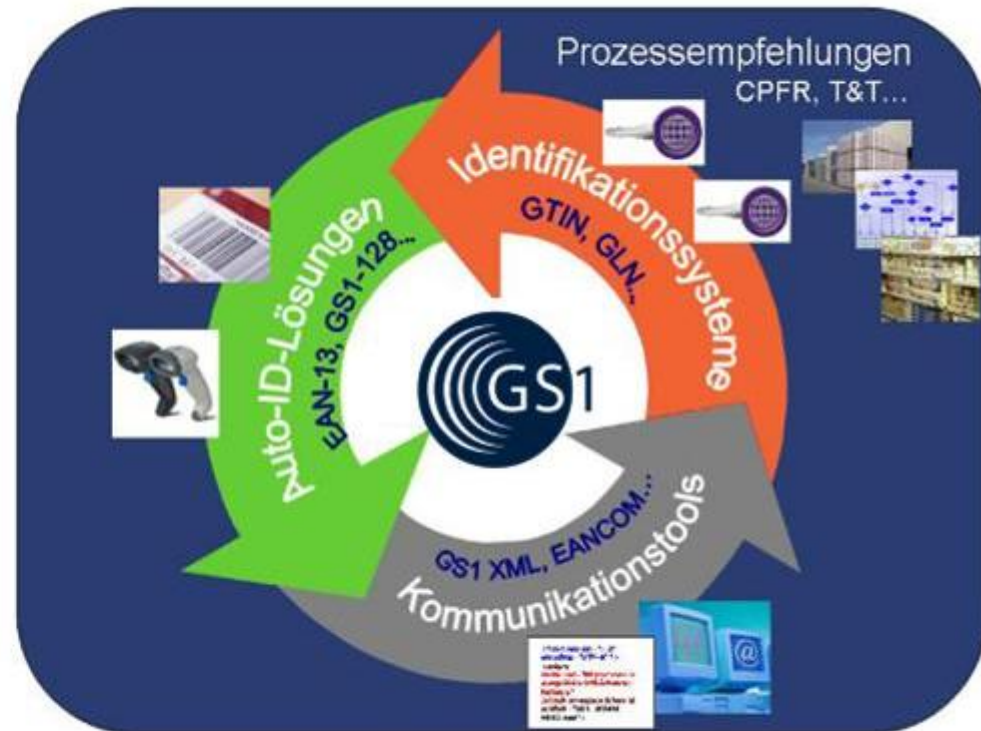 Prozessempfehlungen
CPFR, T&T...
Identifikationssysteme
GTIN, GLN...
Auto-ID-Lösungen
EAN-13, GS1-128...
GS1
GS1 XML, EANCOM...
Kommunikationstools
@